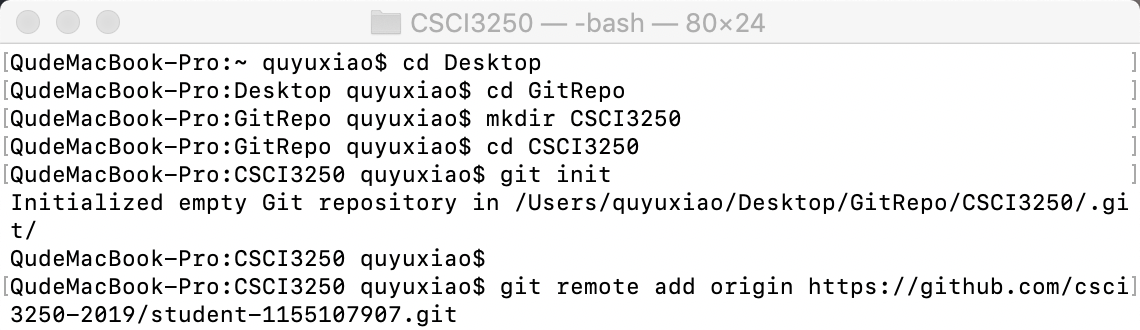 CSCI3250 — -bash — 80×24
[QudeMacBook-Pro:~ quyuxiao$ cd Desktop ]
[QudeMacBook-Pro:Desktop quyuxiao$ cd GitRepo ]
[QudeMacBook-Pro:GitRepo quyuxiao$ mkdir CSCI3250 ]
[QudeMacBook-Pro:GitRepo quyuxiao$ cd CSCI3250 ]
[QudeMacBook-Pro:CSCI3250 quyuxiao$ git init ]
Initialized empty Git repository in /Users/quyuxiao/Desktop/GitRepo/CSCI3250/.gi
t/
QudeMacBook-Pro:CSCI3250 quyuxiao$
[QudeMacBook-Pro:CSCI3250 quyuxiao$ git remote add origin https://github.com/csci]
3250-2019/student-1155107907.git